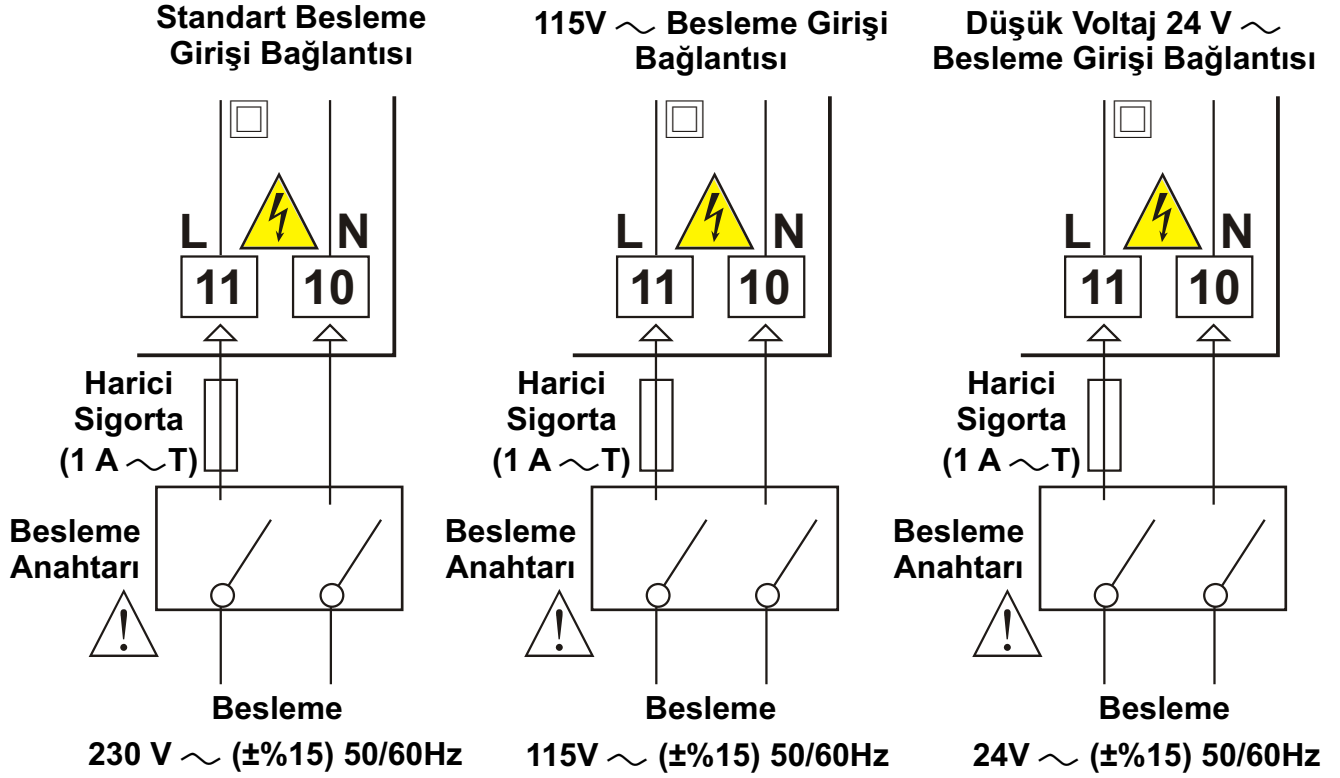 Standart Besleme
Girişi Bağlantısı
L N
11 10
Harici
Sigorta
(1 A ~T)
Besleme
Anahtarı
!
Besleme
230 V ~ (±%15) 50/60Hz
115V ~ Besleme Girişi
Bağlantısı
L N
11 10
Harici
Sigorta
(1 A ~T)
Besleme
Anahtarı
!
Besleme
115V ~ (±%15) 50/60Hz
Düşük Voltaj 24 V ~
Besleme Girişi Bağlantısı
L N
11 10
Harici
Sigorta
(1 A ~T)
Besleme
Anahtarı
!
Besleme
24V ~ (±%15) 50/60Hz